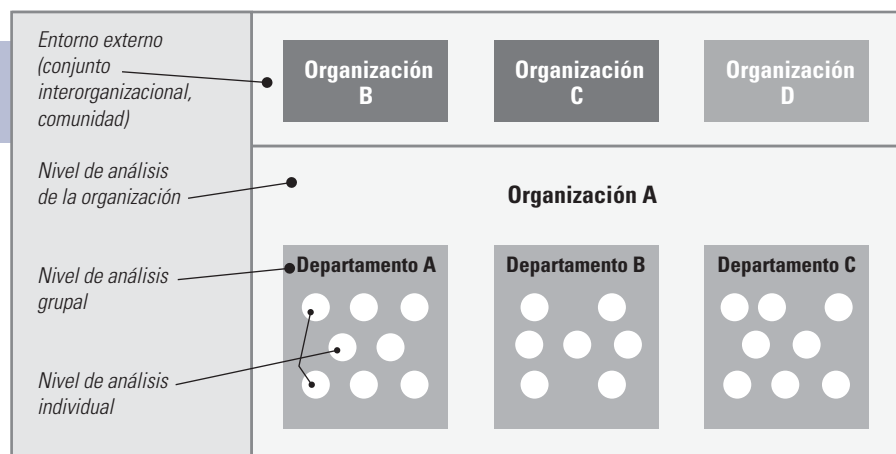 Entorno externo
(conjunto
interorganizacional,
comunidad)
Organización
B
Organización
C
Organización
D
Nivel de análisis
de la organización
Organización A
Nivel de análisis
grupal
Departamento A
Departamento B
Departamento C
Nivel de análisis
individual